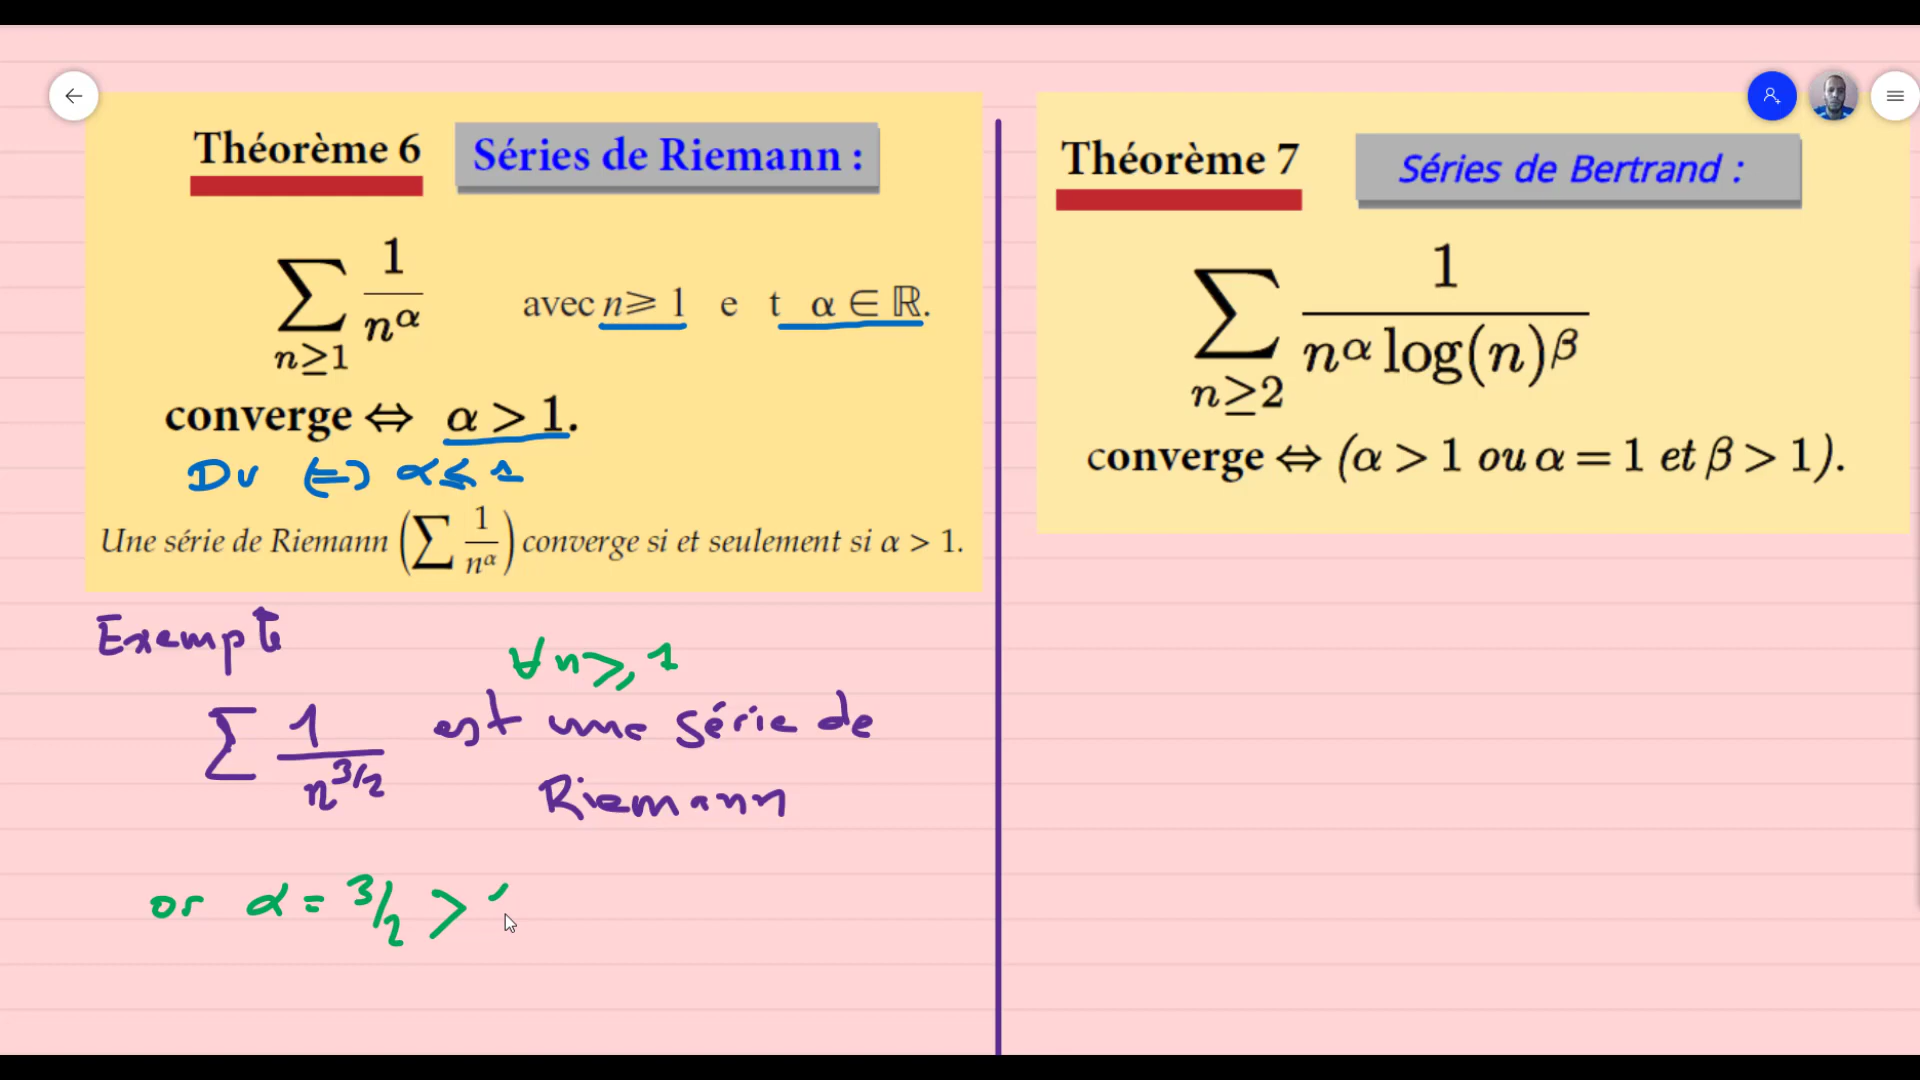 Théorème 6 Séries de Riemann :
∑_{n≥1} 1/n^α avec n ⩾ 1 e t α ∈ ℝ.
converge ⇔ α > 1.
Dv ⇔ α ≤ 1
Une série de Riemann (∑ 1/n^α) converge si et seulement si α > 1.
Exemple
∀ n ⩾ 1
∑ 1/n^{3/2} est une série de
Riemann
or α = 3/2 >
Théorème 7 Séries de Bertrand :
∑_{n≥2} 1/(n^α log(n)^β)
converge ⇔ (α > 1 ou α = 1 et β > 1).